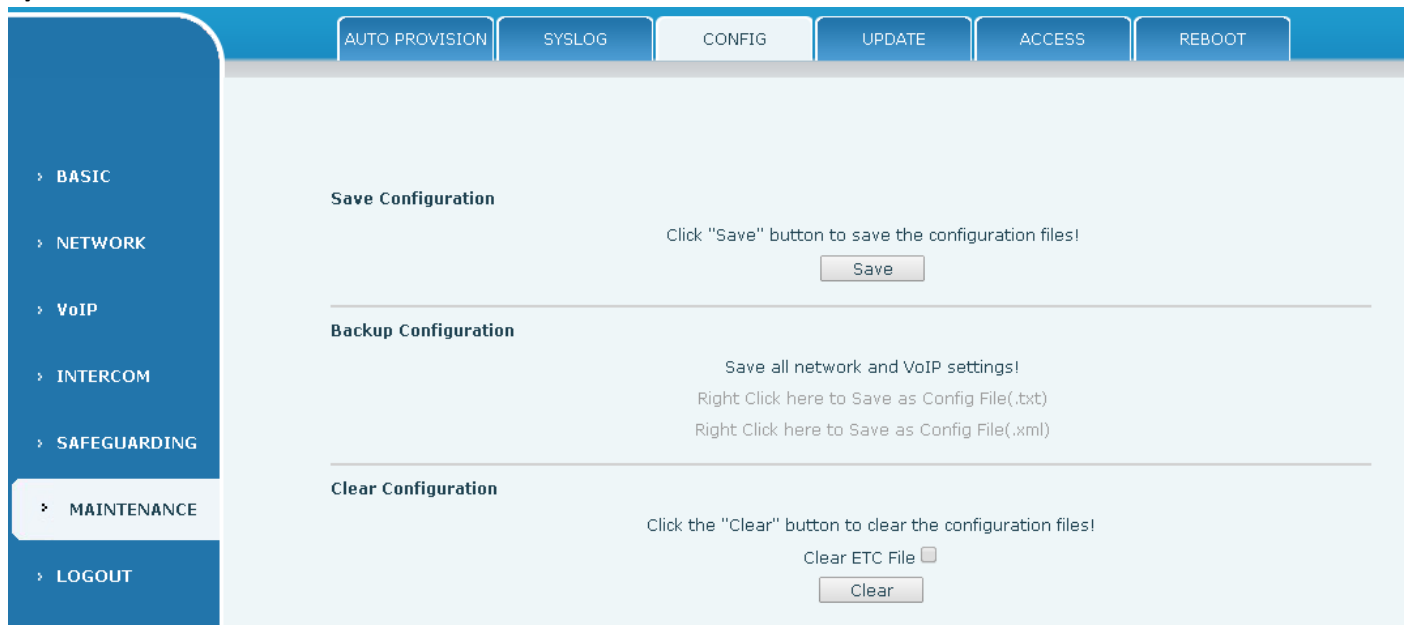 AUTO PROVISION
SYSLOG
CONFIG
UPDATE
ACCESS
REBOOT
› BASIC
› NETWORK
› VoIP
› INTERCOM
› SAFEGUARDING
› MAINTENANCE
› LOGOUT
Save Configuration
Click "Save" button to save the configuration files!
Save
Backup Configuration
Save all network and VoIP settings!
Right Click here to Save as Config File(.txt)
Right Click here to Save as Config File(.xml)
Clear Configuration
Click the "Clear" button to clear the configuration files!
Clear ETC File
Clear